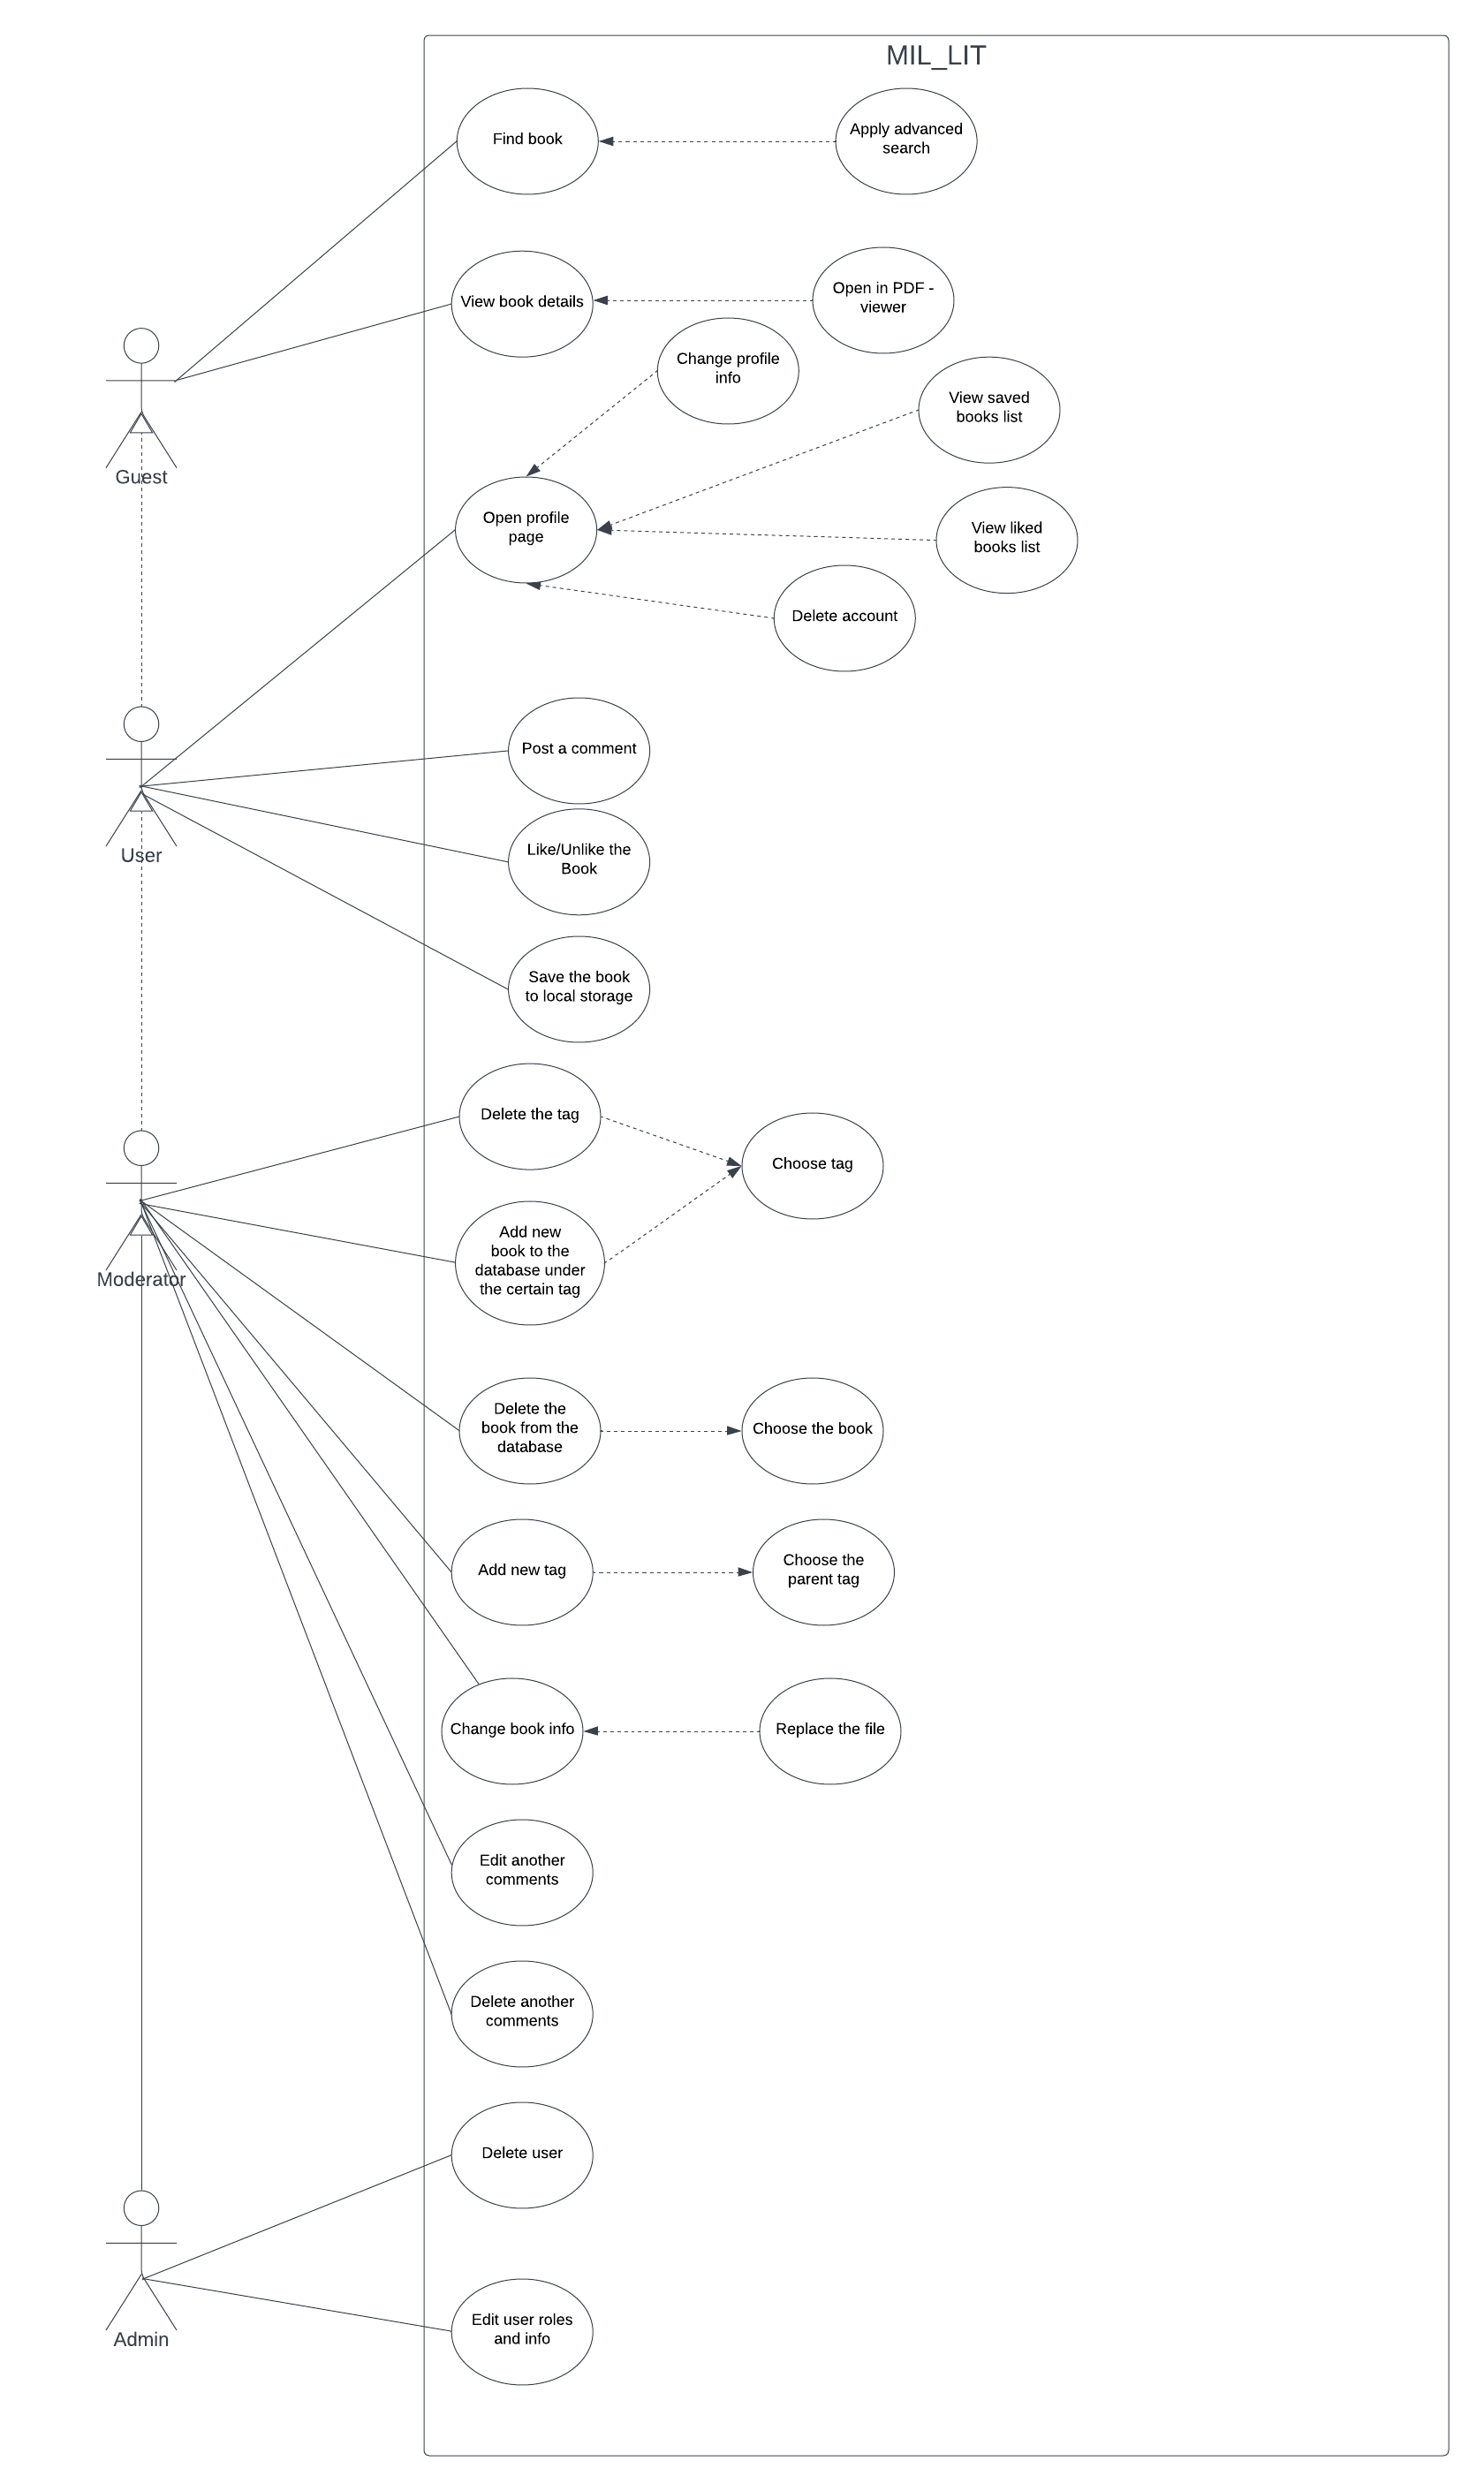 MIL_LIT
Find book
Apply advanced
search
View book details
Open in PDF -
viewer
Change profile
info
View saved
books list
Guest
Open profile
page
View liked
books list
Delete account
Post a comment
User
Like/Unlike the
Book
Save the book
to local storage
Delete the tag
Choose tag
Moderator
Add new
book to the
database under
the certain tag
Delete the
book from the
database
Choose the book
Add new tag
Choose the
parent tag
Change book info
Replace the file
Edit another
comments
Delete another
comments
Delete user
Admin
Edit user roles
and info